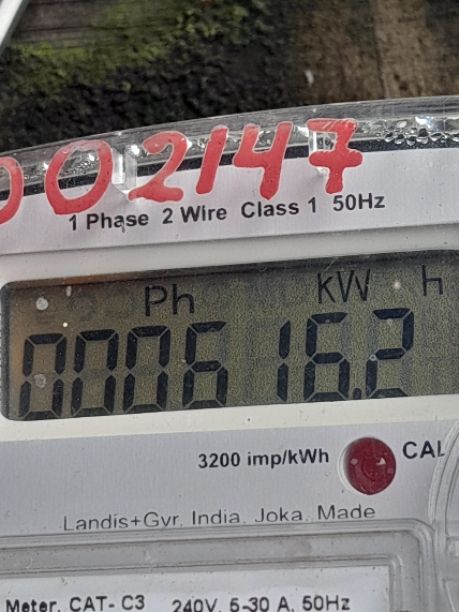 002147
1 Phase 2 Wire Class 1 50Hz
Ph kW h
0006 16.2
3200 imp/kWh CAL
Landis+Gyr, India, Joka, Made
Meter, CAT- C3 240V, 5-30 A, 50Hz